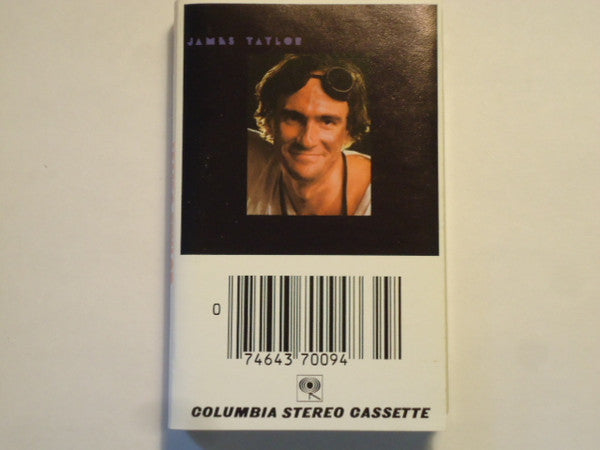 JAMES TAYLOR
0
74643 70094
COLUMBIA STEREO CASSETTE